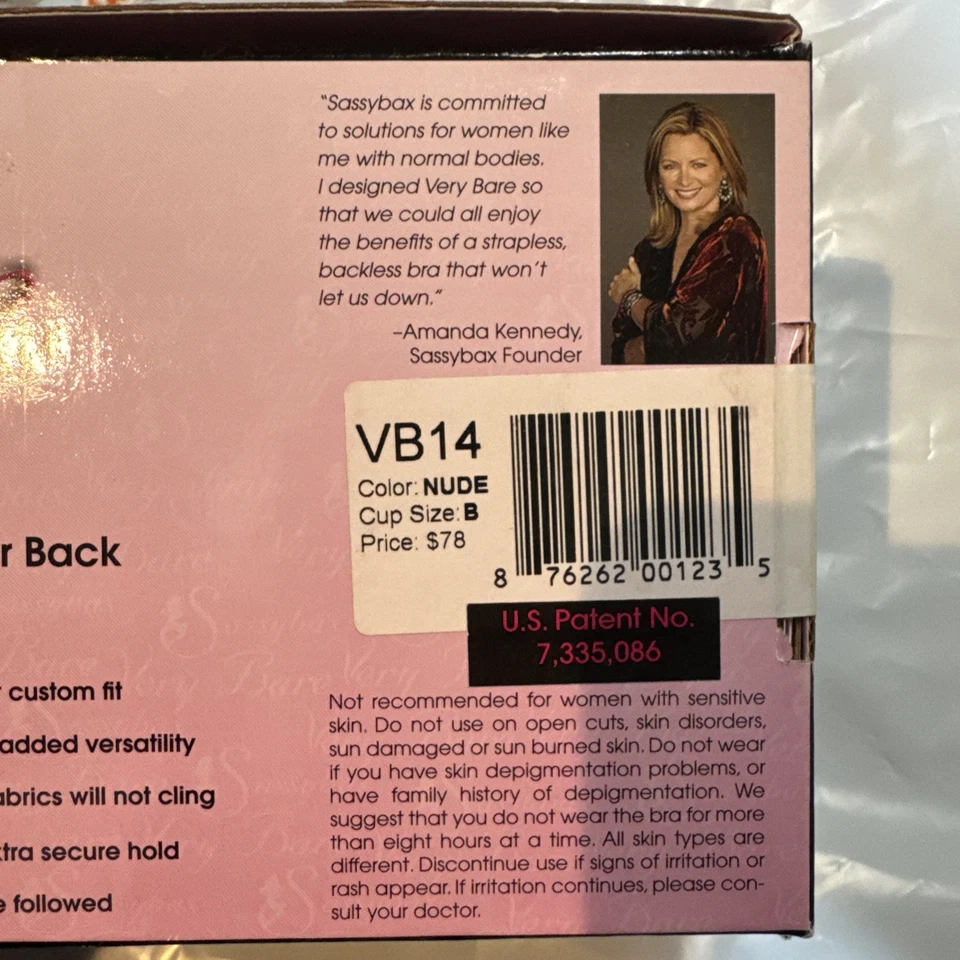 "Sassybax is committed
to solutions for women like
me with normal bodies.
I designed Very Bare so
that we could all enjoy
the benefits of a strapless,
backless bra that won't
let us down."
–Amanda Kennedy,
Sassybax Founder
VB14
Color: NUDE
Cup Size: B
Price: $78
8 76262 00123 5
U.S. Patent No.
7,335,086
r Back
custom fit
added versatility
abrics will not cling
tra secure hold
e followed
Not recommended for women with sensitive
skin. Do not use on open cuts, skin disorders,
sun damaged or sun burned skin. Do not wear
if you have skin depigmentation problems, or
have family history of depigmentation. We
suggest that you do not wear the bra for more
than eight hours at a time. All skin types are
different. Discontinue use if signs of irritation or
rash appear. If irritation continues, please con-
sult your doctor.